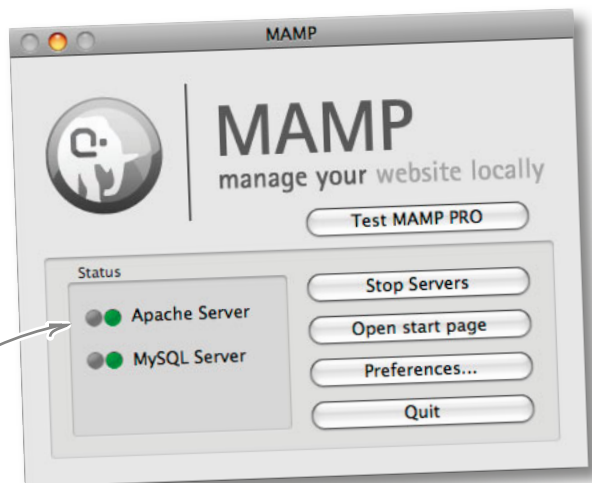 MAMP
MAMP
manage your website locally
Test MAMP PRO
Status
Apache Server
MySQL Server
Stop Servers
Open start page
Preferences...
Quit